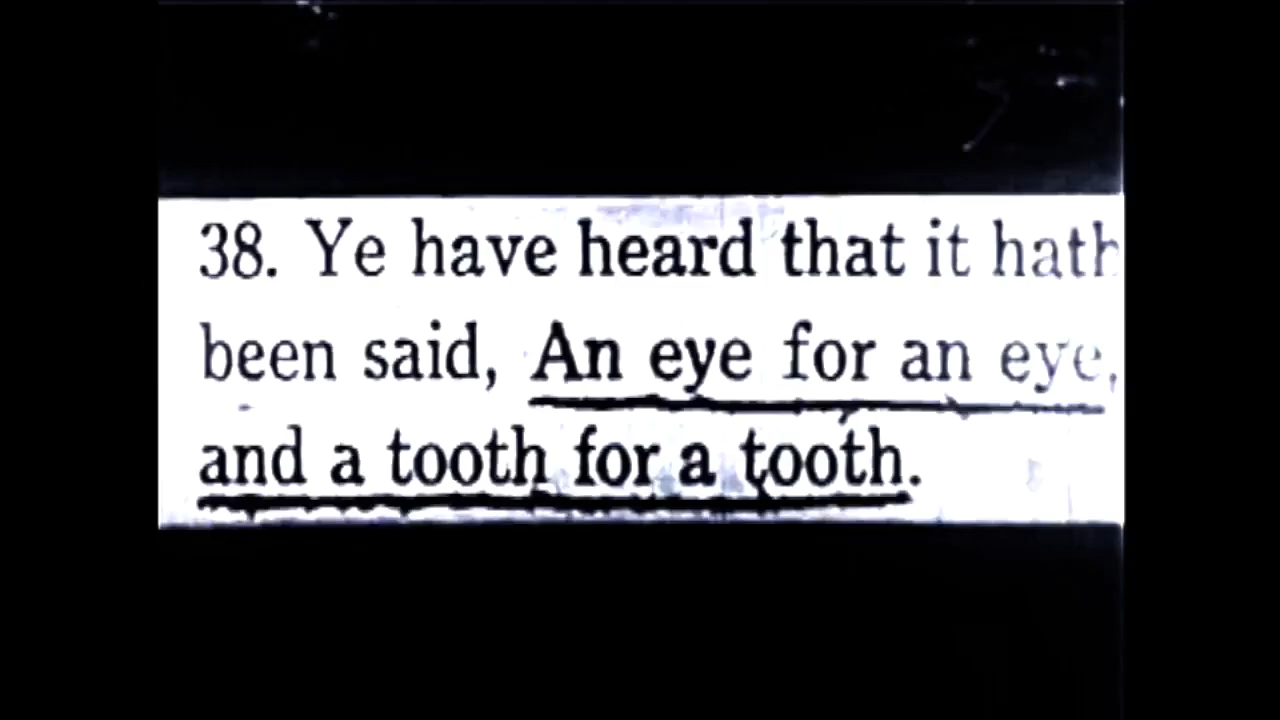 38. Ye have heard that it hath
been said, An eye for an eye,
and a tooth for a tooth.